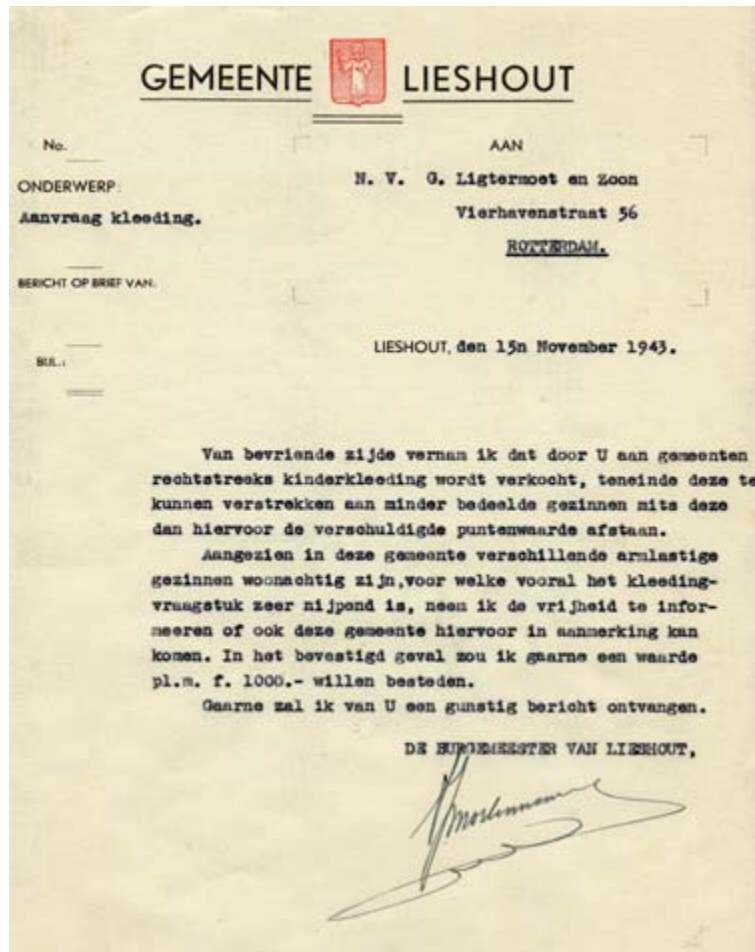 GEMEENTE LIESHOUT
No.
AAN
ONDERWERP:
Aanvraag kleeding.
N. V. G. Ligtermoet en Zoon
Vierhavenstraat 56
ROTTERDAM.
BERICHT OP BRIEF VAN:
BIJL.:
LIESHOUT, den 15n November 1943.
Van bevriende zijde vernam ik dat door U aan gemeenten
rechtstreeks kinderkleeding wordt verkocht, teneinde deze te
kunnen verstrekken aan minder bedeelde gezinnen mits deze
dan hiervoor de verschuldigde puntenwaarde afstaan.
Aangezien in deze gemeente verschillende armlastige
gezinnen woonachtig zijn,voor welke vooral het kleeding-
vraagstuk zeer nijpend is, neem ik de vrijheid te infor-
meeren of ook deze gemeente hiervoor in aanmerking kan
komen. In het bevestigd geval zou ik gaarne een waarde
pl.m. f. 1000.- willen besteden.
Gaarne zal ik van U een gunstig bericht ontvangen.
DE BURGEMEESTER VAN LIESHOUT,